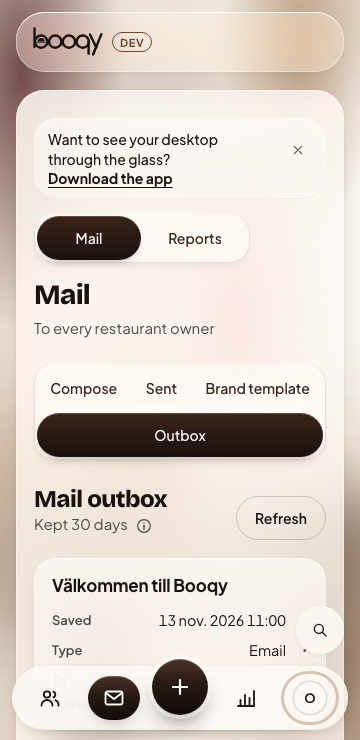 booqy DEV
Want to see your desktop
through the glass?
Download the app
Mail Reports
Mail
To every restaurant owner
Compose Sent Brand template
Outbox
Mail outbox
Kept 30 days
Refresh
Välkommen till Booqy
Saved 13 nov. 2026 11:00
Type Email
O